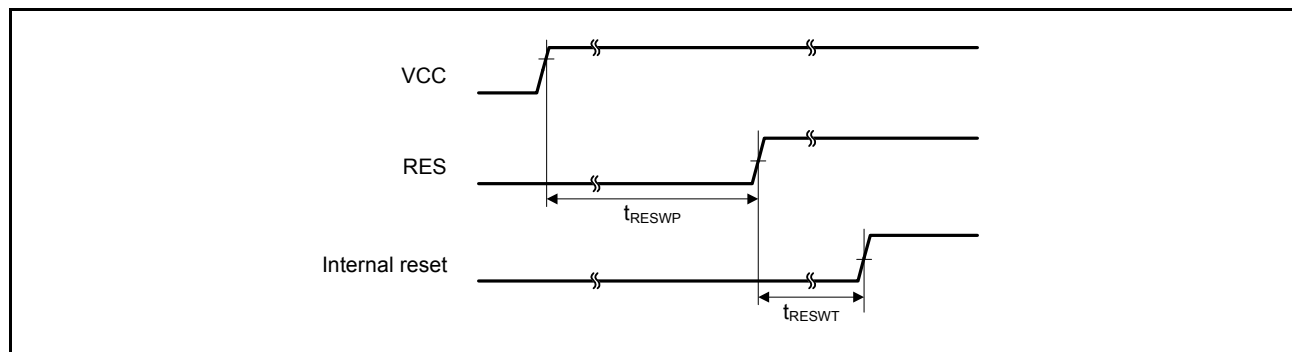 VCC
RES
tRESWP
Internal reset
tRESWT